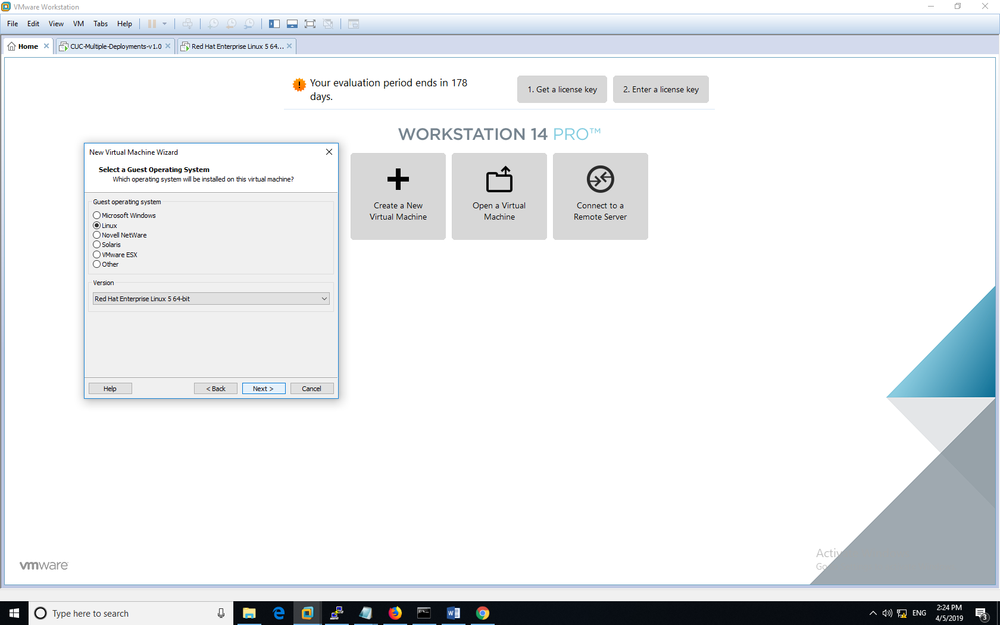 VMware Workstation
File Edit View VM Tabs Help
Home CUC-Multiple-Deployments-v1.0 Red Hat Enterprise Linux 5 64...
Your evaluation period ends in 178
days.
1. Get a license key
2. Enter a license key
WORKSTATION 14 PRO™
Create a New
Virtual Machine
Open a Virtual
Machine
Connect to a
Remote Server
New Virtual Machine Wizard
Select a Guest Operating System
Which operating system will be installed on this virtual machine?
Guest operating system
Microsoft Windows
Linux
Novell NetWare
Solaris
VMware ESX
Other
Version
Red Hat Enterprise Linux 5 64-bit
Help < Back Next > Cancel
vmware
Activ
Go
Type here to search
ENG
2:24 PM
4/5/2019
3